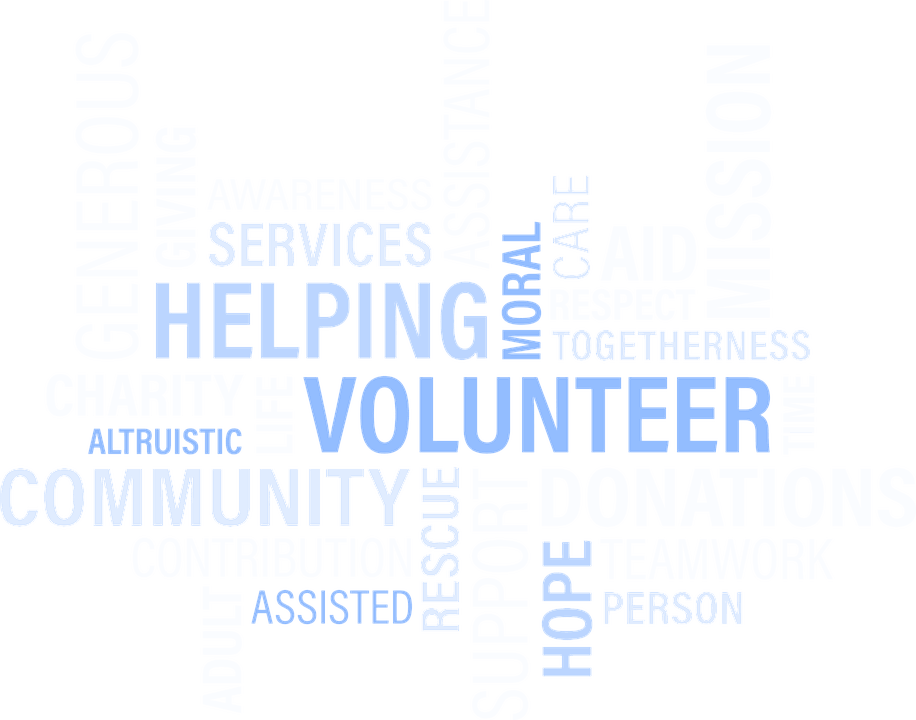 ASSISTANCE
GENEROUS
MISSION
GIVING
AWARENESS
CARE
SERVICES
MORAL
AID
HELPING
RESPECT
TOGETHERNESS
CHARITY
LIFE
VOLUNTEER
TIME
ALTRUISTIC
COMMUNITY
RESCUE
SUPPORT
DONATIONS
CONTRIBUTION
HOPE
TEAMWORK
ADULT
ASSISTED
PERSON